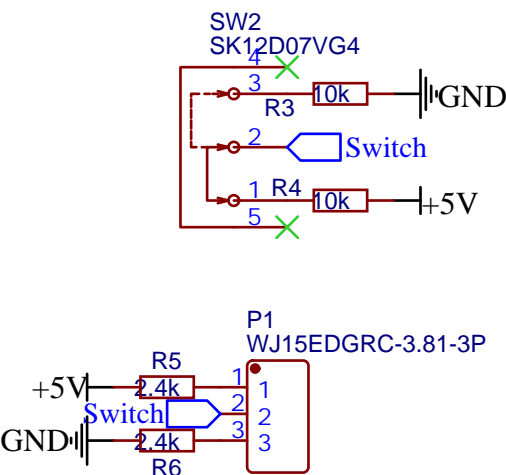 SW2
SK12D07VG4
4
3
R3
10k
GND
2
Switch
1
R4
10k
+5V
5
P1
WJ15EDGRC-3.81-3P
R5
+5V
2.4k
1
1
Switch
2
2
GND
2.4k
3
3
R6